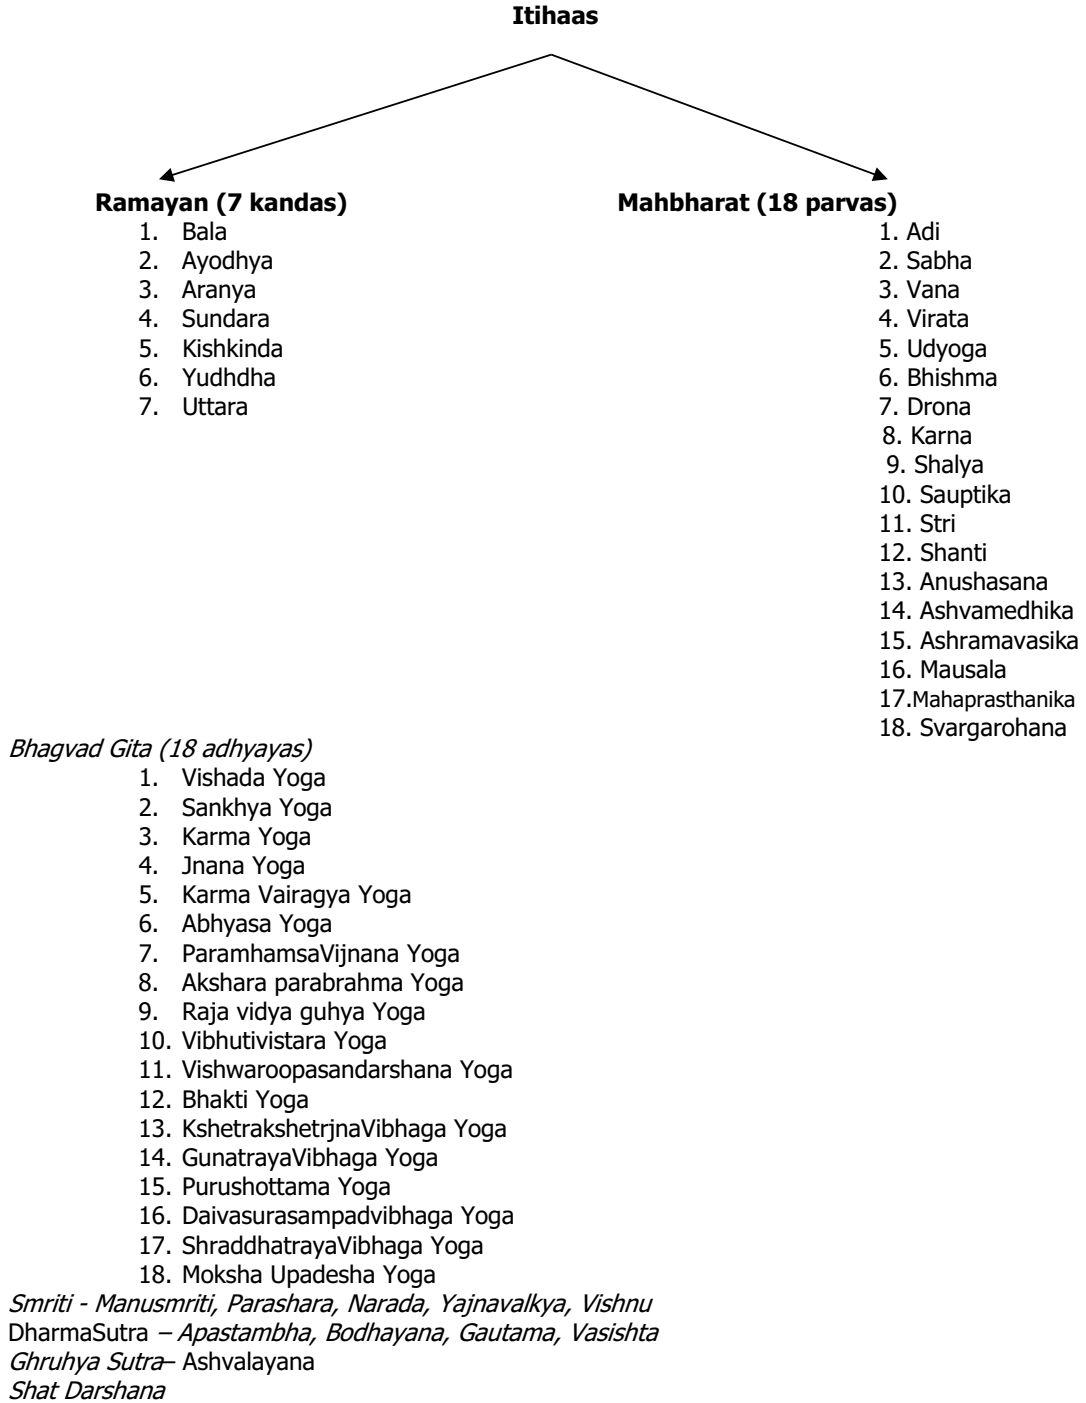 Itihaas
Ramayan (7 kandas)
1. Bala
2. Ayodhya
3. Aranya
4. Sundara
5. Kishkinda
6. Yudhdha
7. Uttara
Mahbharat (18 parvas)
1. Adi
2. Sabha
3. Vana
4. Virata
5. Udyoga
6. Bhishma
7. Drona
8. Karna
9. Shalya
10. Sauptika
11. Stri
12. Shanti
13. Anushasana
14. Ashvamedhika
15. Ashramavasika
16. Mausala
17.Mahaprasthanika
18. Svargarohana
Bhagvad Gita (18 adhyayas)
1. Vishada Yoga
2. Sankhya Yoga
3. Karma Yoga
4. Jnana Yoga
5. Karma Vairagya Yoga
6. Abhyasa Yoga
7. ParamhamsaVijnana Yoga
8. Akshara parabrahma Yoga
9. Raja vidya guhya Yoga
10. Vibhutivistara Yoga
11. Vishwaroopasandarshana Yoga
12. Bhakti Yoga
13. KshetrakshetrjnaVibhaga Yoga
14. GunatrayaVibhaga Yoga
15. Purushottama Yoga
16. Daivasurasampadvibhaga Yoga
17. ShraddhatrayaVibhaga Yoga
18. Moksha Upadesha Yoga
Smriti - Manusmriti, Parashara, Narada, Yajnavalkya, Vishnu
DharmaSutra – Apastambha, Bodhayana, Gautama, Vasishta
Ghruhya Sutra– Ashvalayana
Shat Darshana